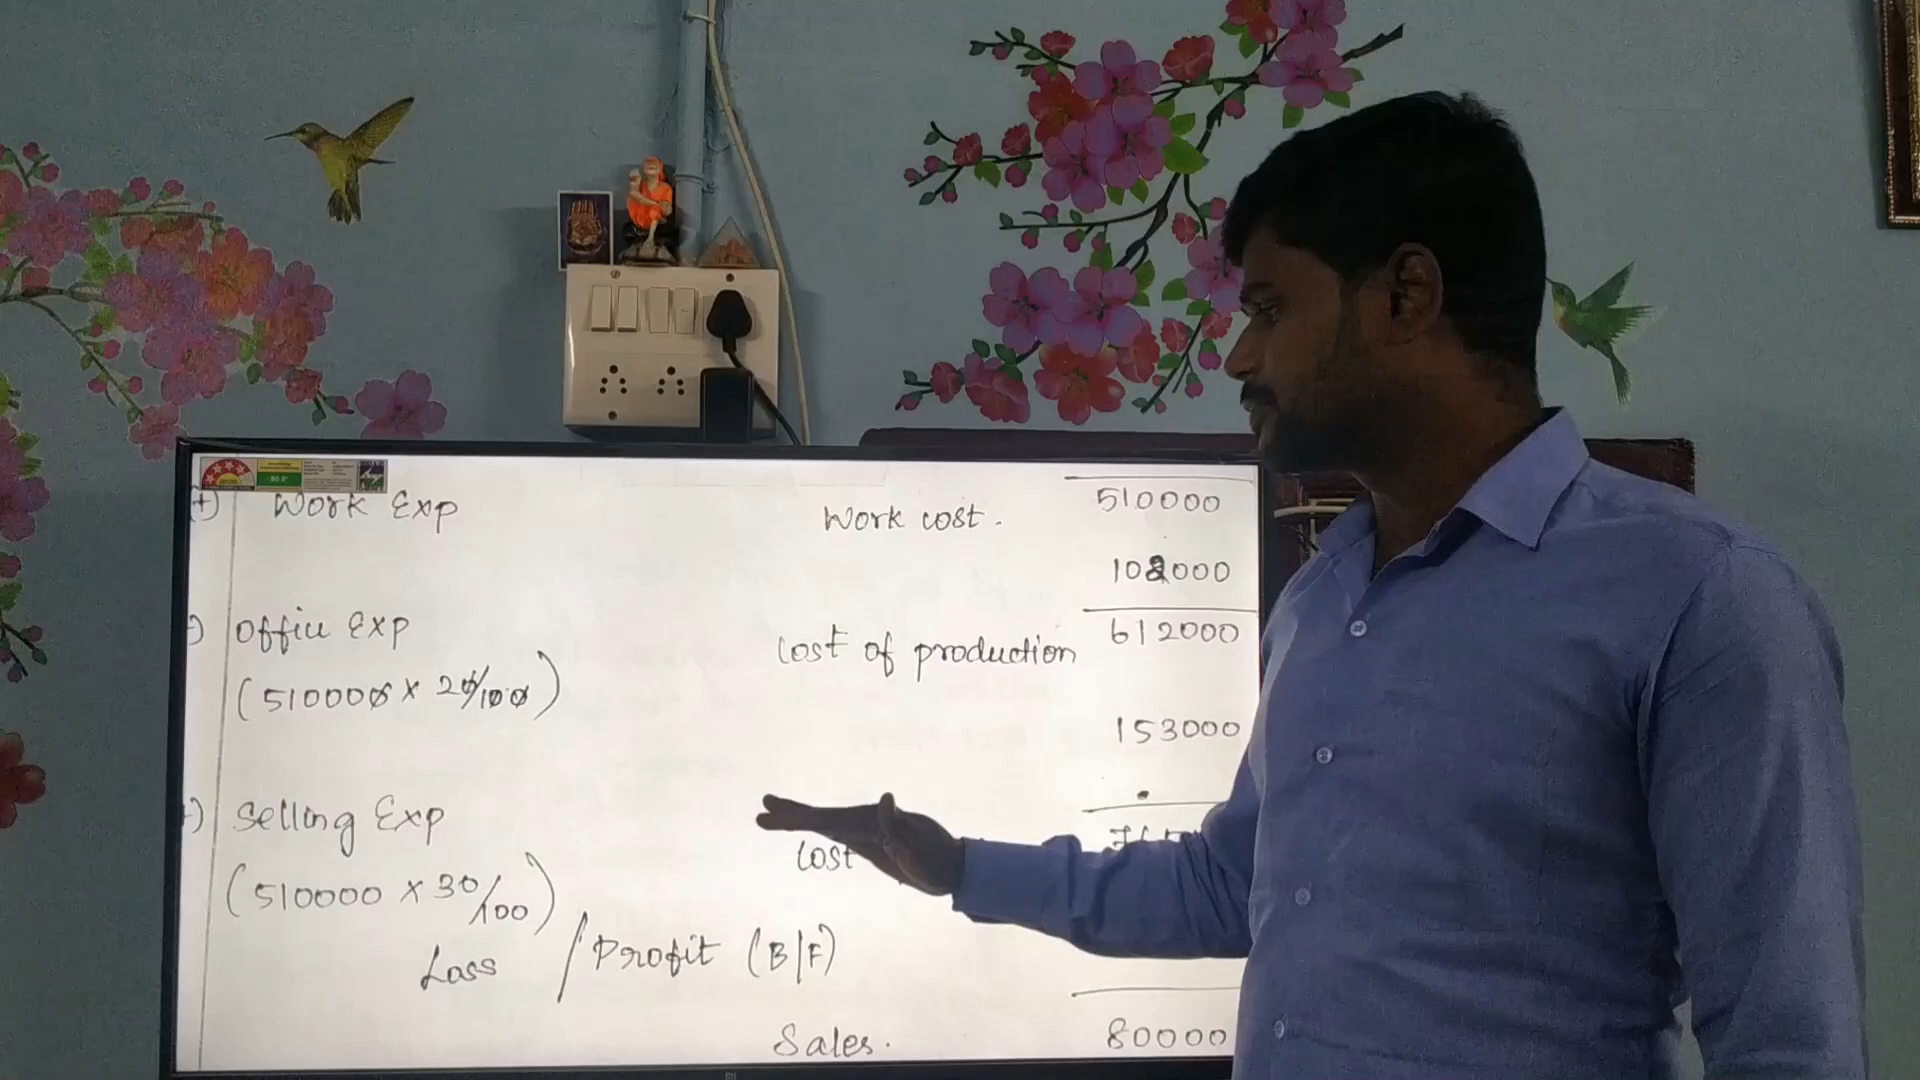 (+) Work Exp
Work cost. 510000
102000
Office Exp
Cost of production 612000
(510000 x 20/100)
153000
Selling Exp
Cost
(510000 x 30/100)
Loss / Profit (B/F)
Sales. 80000